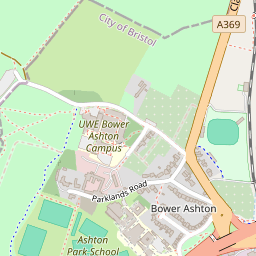 City of Bristol
A369
UWE Bower
Ashton
Campus
Parklands Road
Bower Ashton
Ashton
Park School